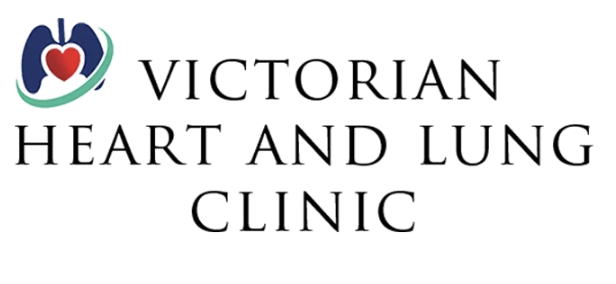 VICTORIAN
HEART AND LUNG
CLINIC